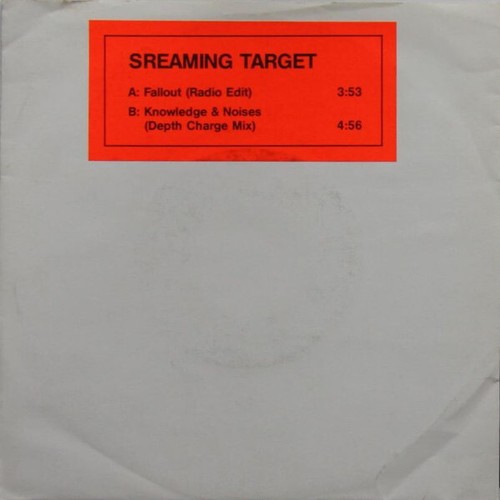 SREAMING TARGET
A: Fallout (Radio Edit) 3:53
B: Knowledge & Noises
(Depth Charge Mix) 4:56